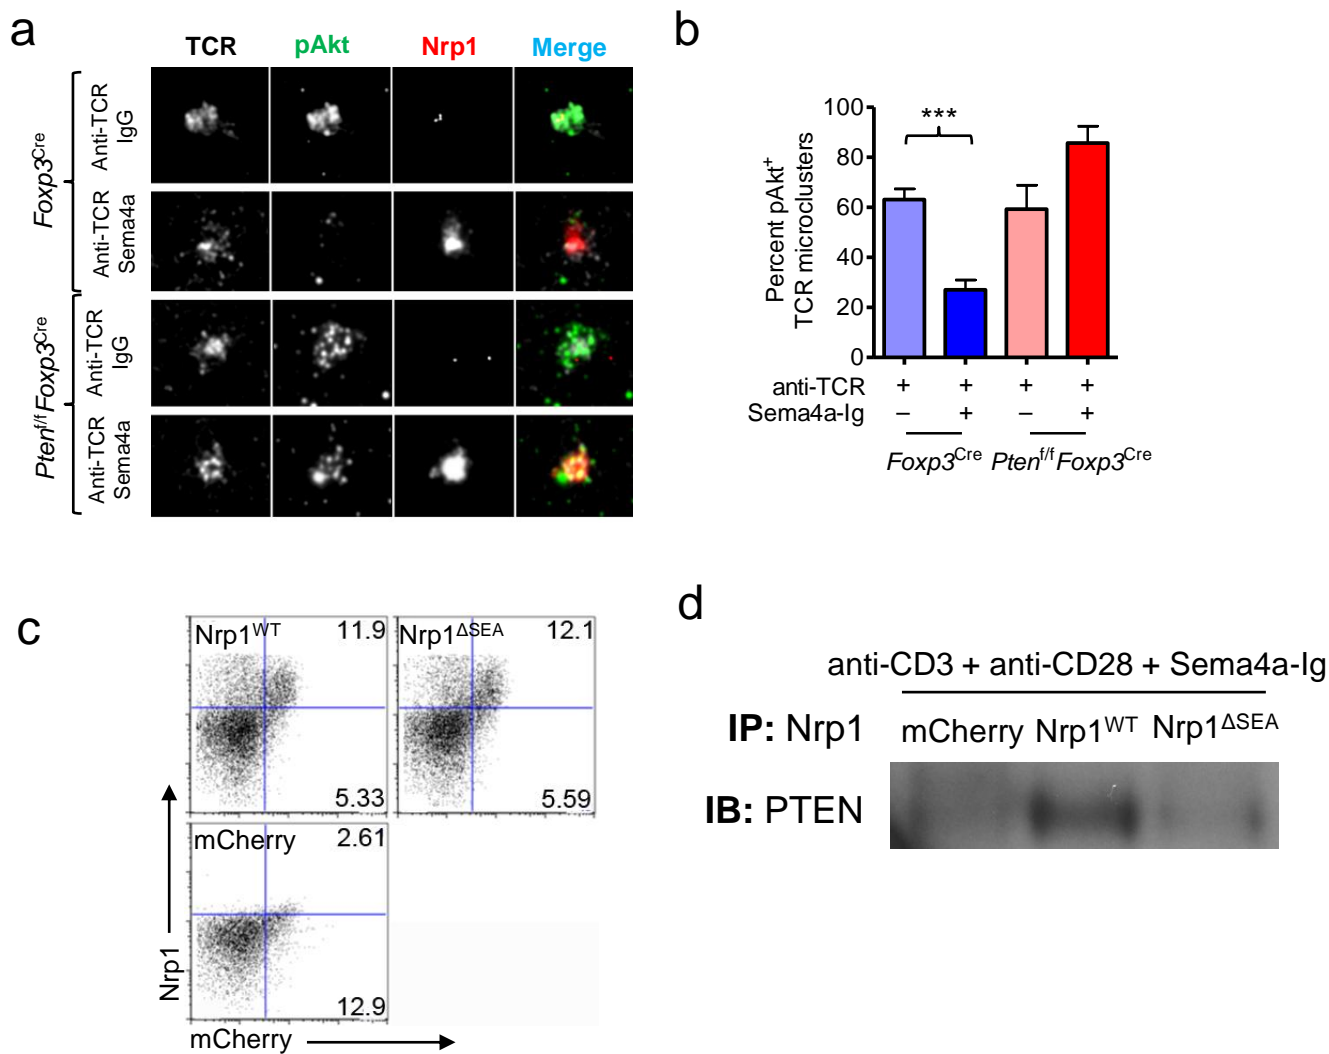 a
TCR pAkt Nrp1 Merge
Foxp3Cre
Anti-TCR
IgG
Anti-TCR
Sema4a
Ptenf/f Foxp3Cre
Anti-TCR
IgG
Anti-TCR
Sema4a
b
Percent pAkt+
TCR microclusters
100
80
60
40
20
0
***
anti-TCR + + + +
Sema4a-Ig – + – +
Foxp3Cre Ptenf/f Foxp3Cre
c
Nrp1WT 11.9
5.33
Nrp1ΔSEA 12.1
5.59
mCherry 2.61
12.9
Nrp1
mCherry
d
anti-CD3 + anti-CD28 + Sema4a-Ig
IP: Nrp1 mCherry Nrp1WT Nrp1ΔSEA
IB: PTEN